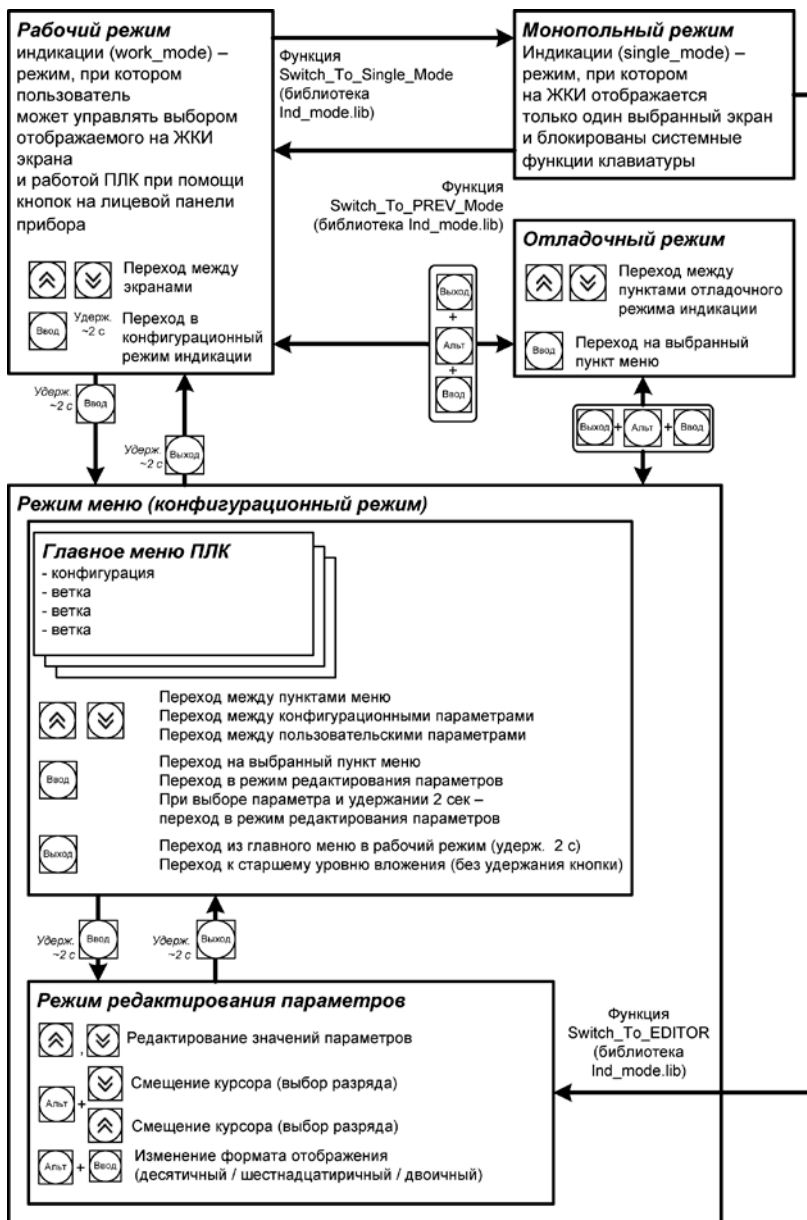 Рабочий режим
индикации (work_mode) –
режим, при котором
пользователь
может управлять выбором
отображаемого на ЖКИ
экрана
и работой ПЛК при помощи
кнопок на лицевой панели
прибора
Переход между
экранами
Ввод
Удерж.
~2 с
Переход в
конфигурационный
режим индикации
Функция
Switch_To_Single_Mode
(библиотека
Ind_mode.lib)
Монопольный режим
Индикации (single_mode) –
режим, при котором
на ЖКИ отображается
только один выбранный экран
и блокированы системные
функции клавиатуры
Функция
Switch_To_PREV_Mode
(библиотека Ind_mode.lib)
Выход
+
Альт
+
Ввод
Отладочный режим
Переход между
пунктами отладочного
режима индикации
Ввод
Переход на выбранный
пункт меню
Удерж.
~2 с
Ввод
Удерж.
~2 с
Выход
Выход + Альт + Ввод
Режим меню (конфигурационный режим)
Главное меню ПЛК
- конфигурация
- ветка
- ветка
- ветка
Переход между пунктами меню
Переход между конфигурационными параметрами
Переход между пользовательскими параметрами
Ввод
Переход на выбранный пункт меню
Переход в режим редактирования параметров
При выборе параметра и удержании 2 сек –
переход в режим редактирования параметров
Выход
Переход из главного меню в рабочий режим (удерж. 2 с)
Переход к старшему уровню вложения (без удержания кнопки)
Удерж.
~2 с
Ввод
Удерж.
~2 с
Выход
Режим редактирования параметров
, Редактирование значений параметров
Альт +
Смещение курсора (выбор разряда)
Смещение курсора (выбор разряда)
Альт + Ввод
Изменение формата отображения
(десятичный / шестнадцатиричный / двоичный)
Функция
Switch_To_EDITOR
(библиотека
Ind_mode.lib)